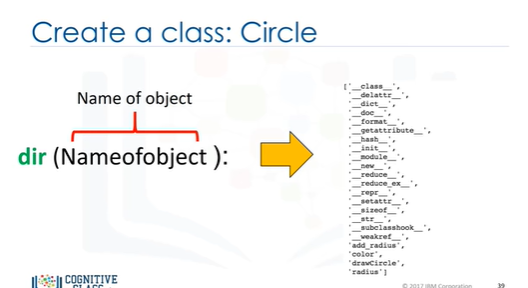 Create a class: Circle
Name of object
dir (Nameofobject ):
['__class__',
'__delattr__',
'__dict__',
'__doc__',
'__format__',
'__getattribute__',
'__hash__',
'__init__',
'__module__',
'__new__',
'__reduce__',
'__reduce_ex__',
'__repr__',
'__setattr__',
'__sizeof__',
'__str__',
'__subclasshook__',
'__weakref__',
'add_radius',
'color',
'drawCircle',
'radius']
COGNITIVE
CLASS
© 2017 IBM Corporation
39